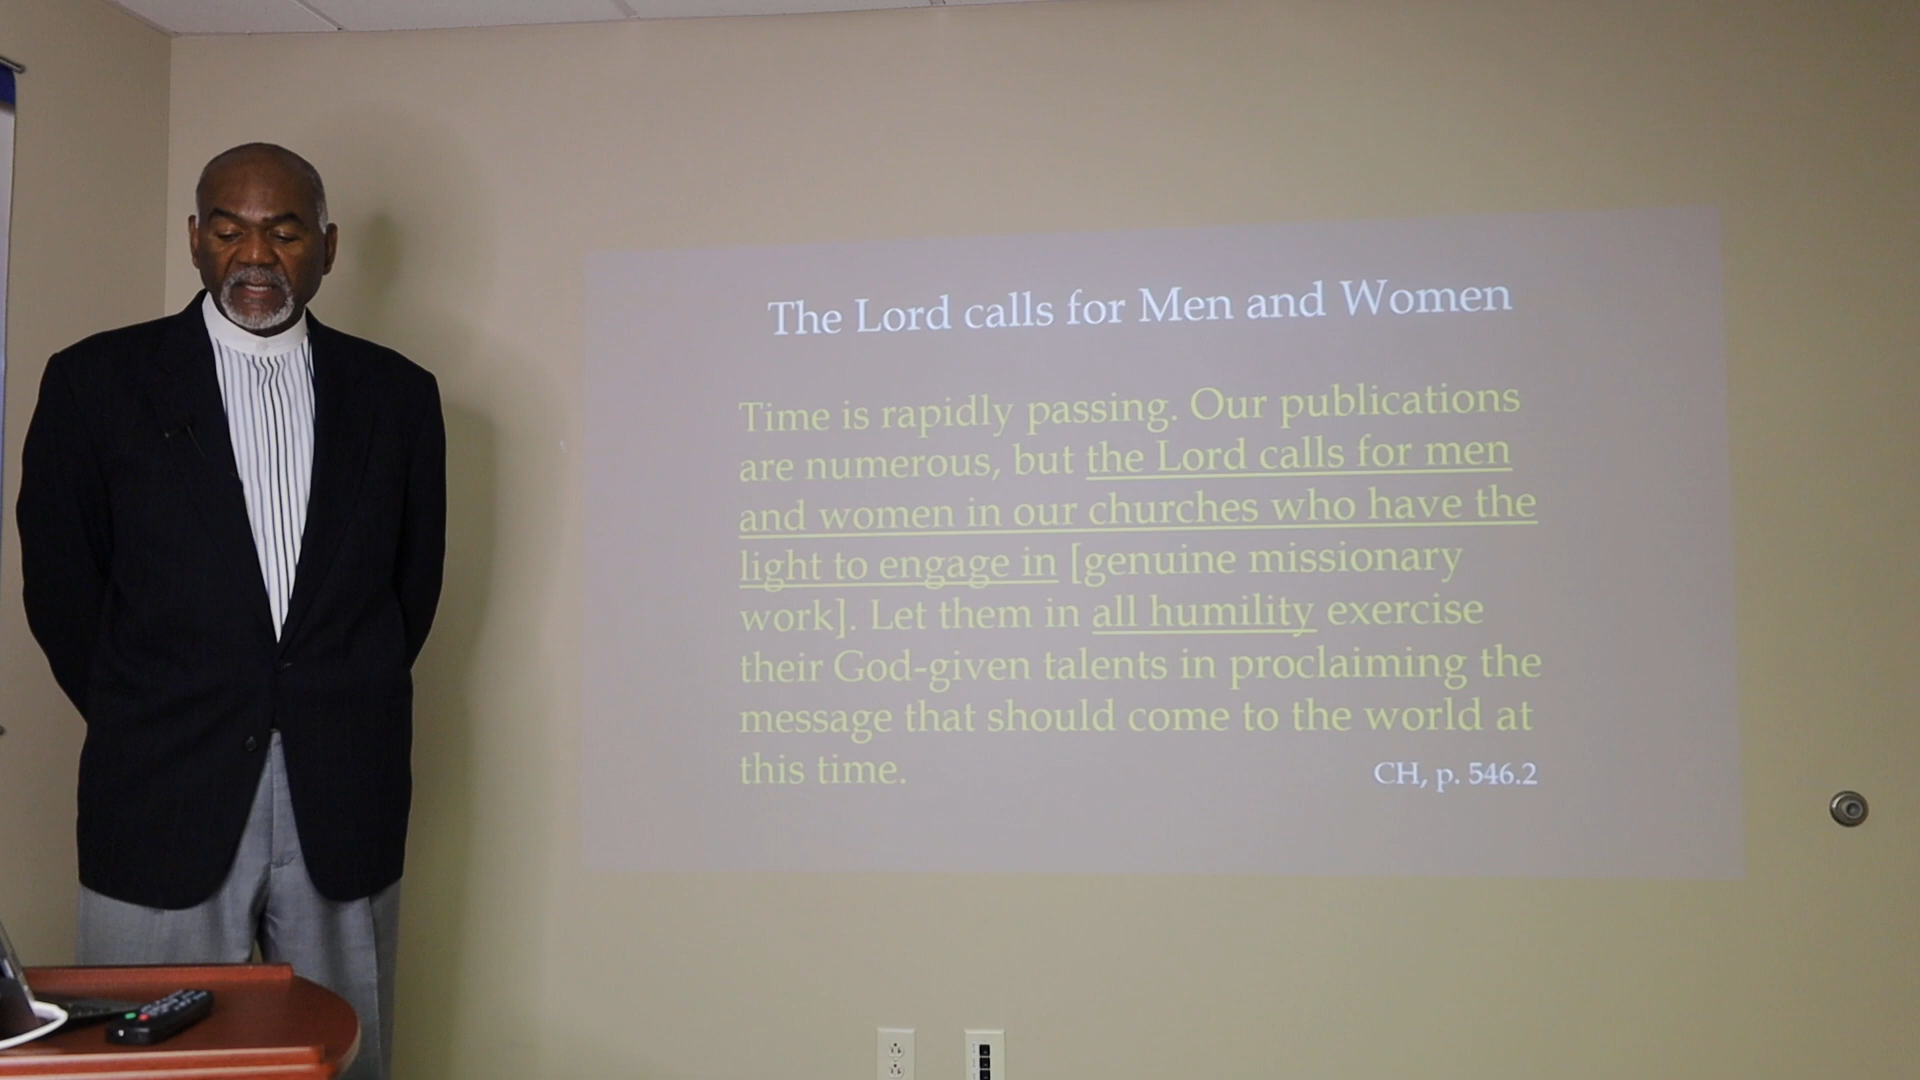 The Lord calls for Men and Women
Time is rapidly passing. Our publications
are numerous, but the Lord calls for men
and women in our churches who have the
light to engage in [genuine missionary
work]. Let them in all humility exercise
their God-given talents in proclaiming the
message that should come to the world at
this time.
CH, p. 546.2